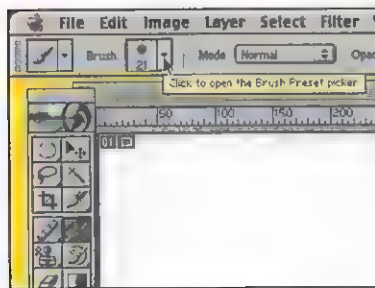 File Edit Image Layer Select Filter
Brush 21 Mode Normal Opac
Click to open the Brush Preset picker
50 100 150 200
01